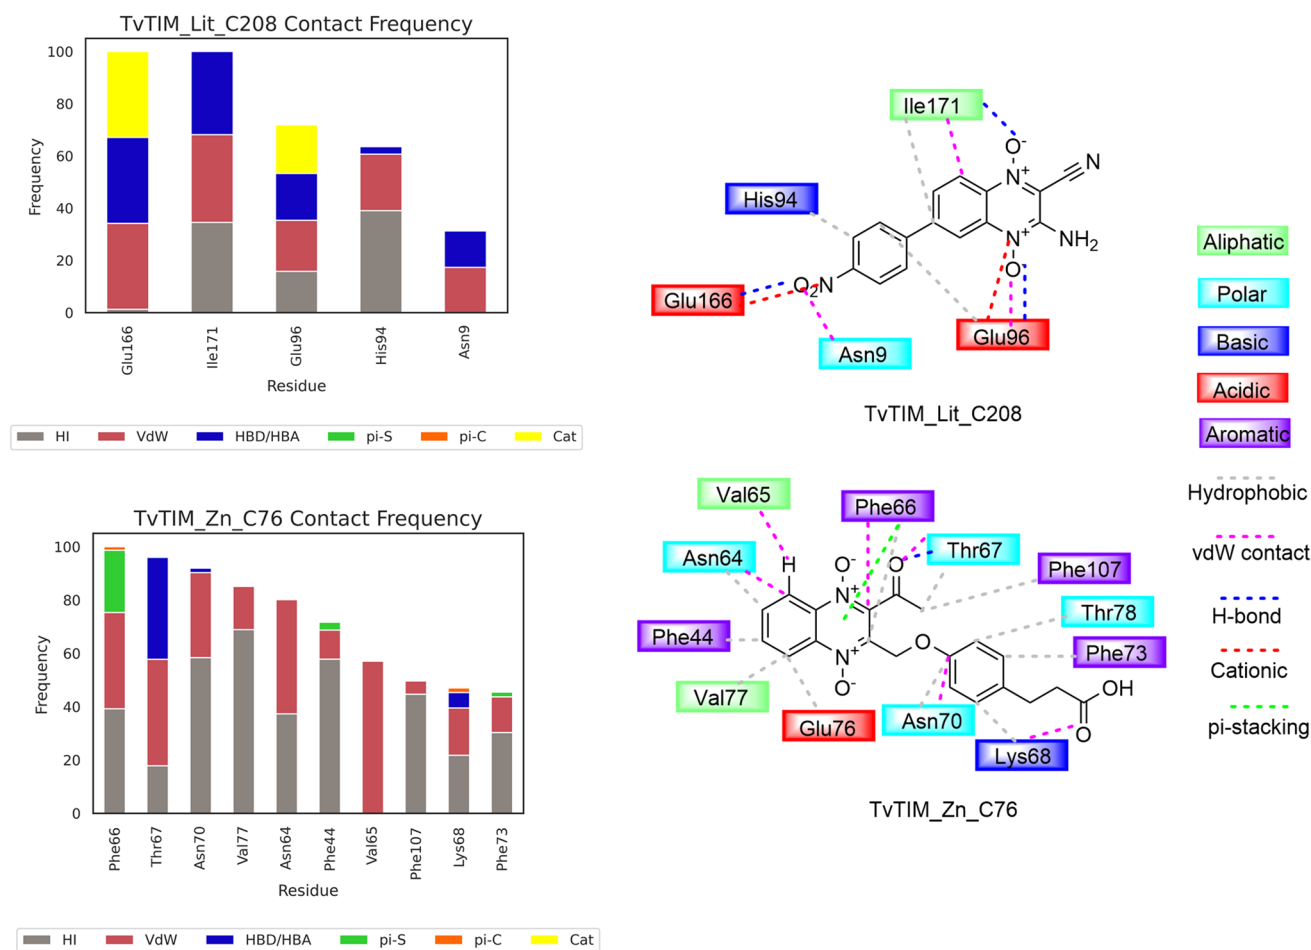 TvTIM_Lit_C208 Contact Frequency
100
80
60
40
20
0
Frequency
Glu166
Ile171
Glu96
His94
Asn9
Residue
HI VdW HBD/HBA pi-S pi-C Cat
Ile171
O-
N+
N
His94
N+
NH2
O-
O2N
Glu166
Glu96
Asn9
TvTIM_Lit_C208
Aliphatic
Polar
Basic
Acidic
Aromatic
Hydrophobic
vdW contact
H-bond
Cationic
pi-stacking
TvTIM_Zn_C76 Contact Frequency
100
80
60
40
20
0
Frequency
Phe66
Thr67
Asn70
Val77
Asn64
Phe44
Val65
Phe107
Lys68
Phe73
Residue
HI VdW HBD/HBA pi-S pi-C Cat
Val65
Phe66
Asn64
H
O-
O
Thr67
Phe107
N+
Thr78
Phe44
O
Phe73
N+
O-
OH
Val77
Glu76
Asn70
O
Lys68
TvTIM_Zn_C76